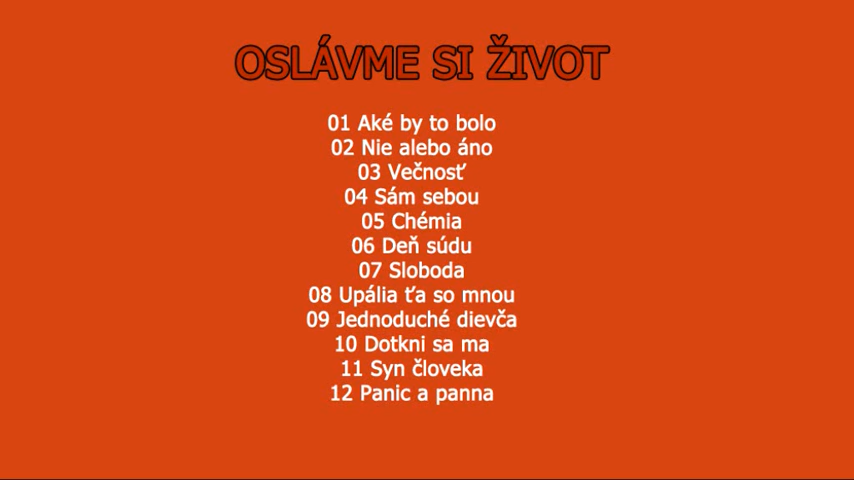 OSLÁVME SI ŽIVOT
01 Aké by to bolo
02 Nie alebo áno
03 Večnosť
04 Sám sebou
05 Chémia
06 Deň súdu
07 Sloboda
08 Upália ťa so mnou
09 Jednoduché dievča
10 Dotkni sa ma
11 Syn človeka
12 Panic a panna